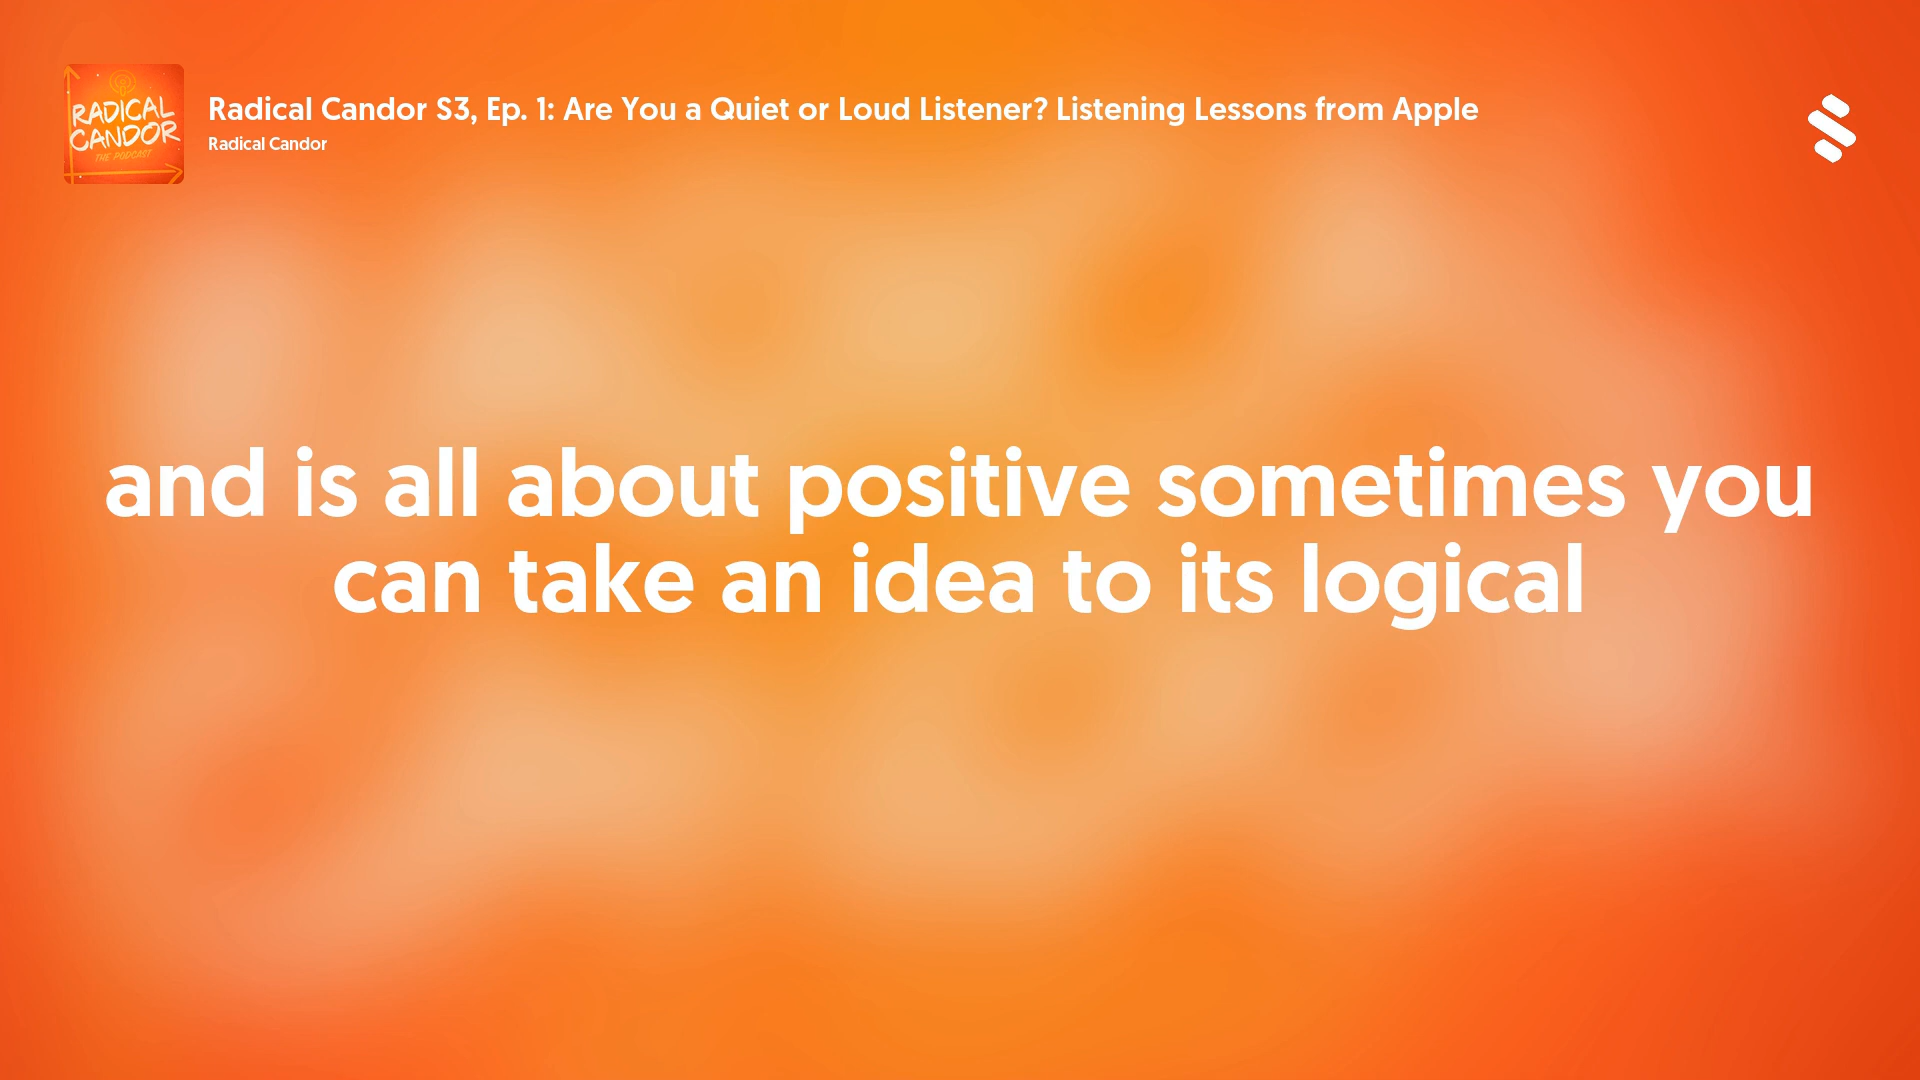 RADICAL
CANDOR
THE PODCAST
Radical Candor S3, Ep. 1: Are You a Quiet or Loud Listener? Listening Lessons from Apple
Radical Candor
and is all about positive sometimes you
can take an idea to its logical